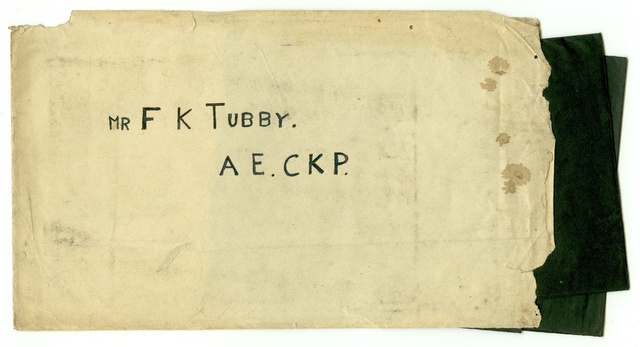 MR F K TUBBY.
A E. CKP.